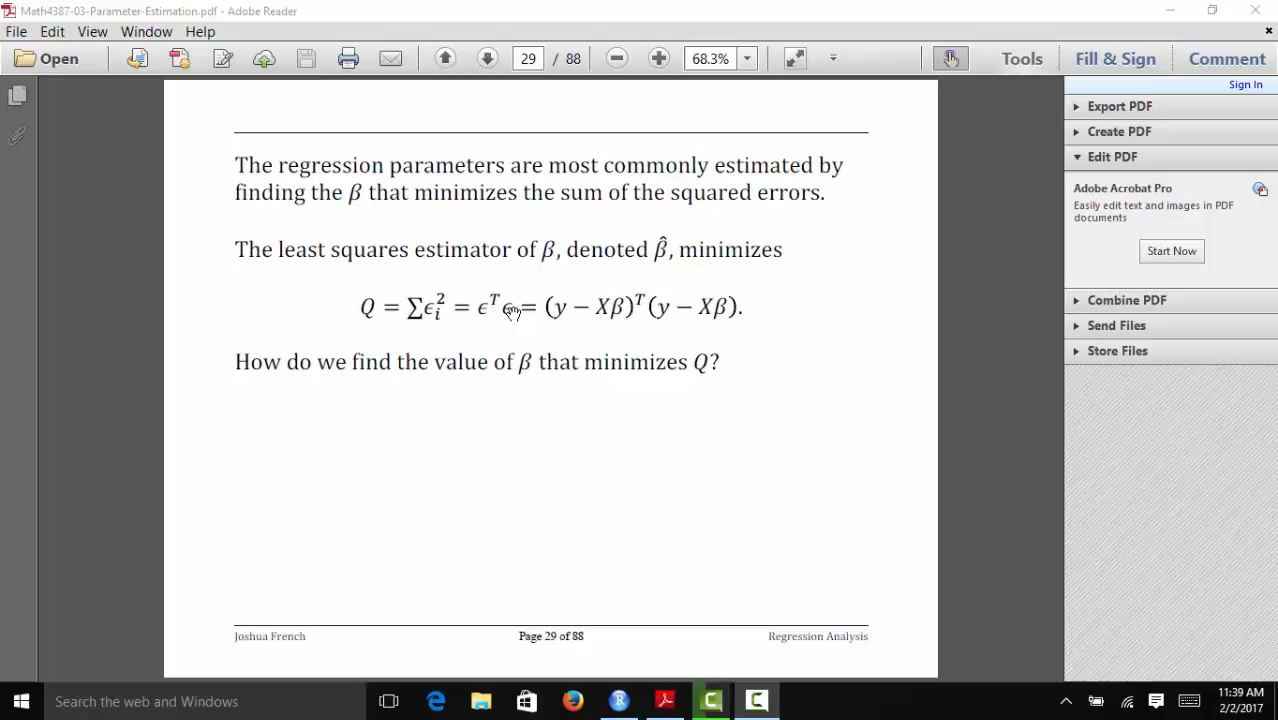 Math4387-03-Parameter-Estimation.pdf - Adobe Reader
File Edit View Window Help
Open 29 / 88 68.3% Tools Fill & Sign Comment
Sign In
Export PDF
Create PDF
Edit PDF
Adobe Acrobat Pro
Easily edit text and images in PDF
documents
Start Now
Combine PDF
Send Files
Store Files
The regression parameters are most commonly estimated by
finding the β that minimizes the sum of the squared errors.
The least squares estimator of β, denoted β̂, minimizes
Q = ∑ϵᵢ² = ϵᵀϵ = (y − Xβ)ᵀ(y − Xβ).
How do we find the value of β that minimizes Q?
Joshua French Page 29 of 88 Regression Analysis
Search the web and Windows
11:39 AM
2/2/2017